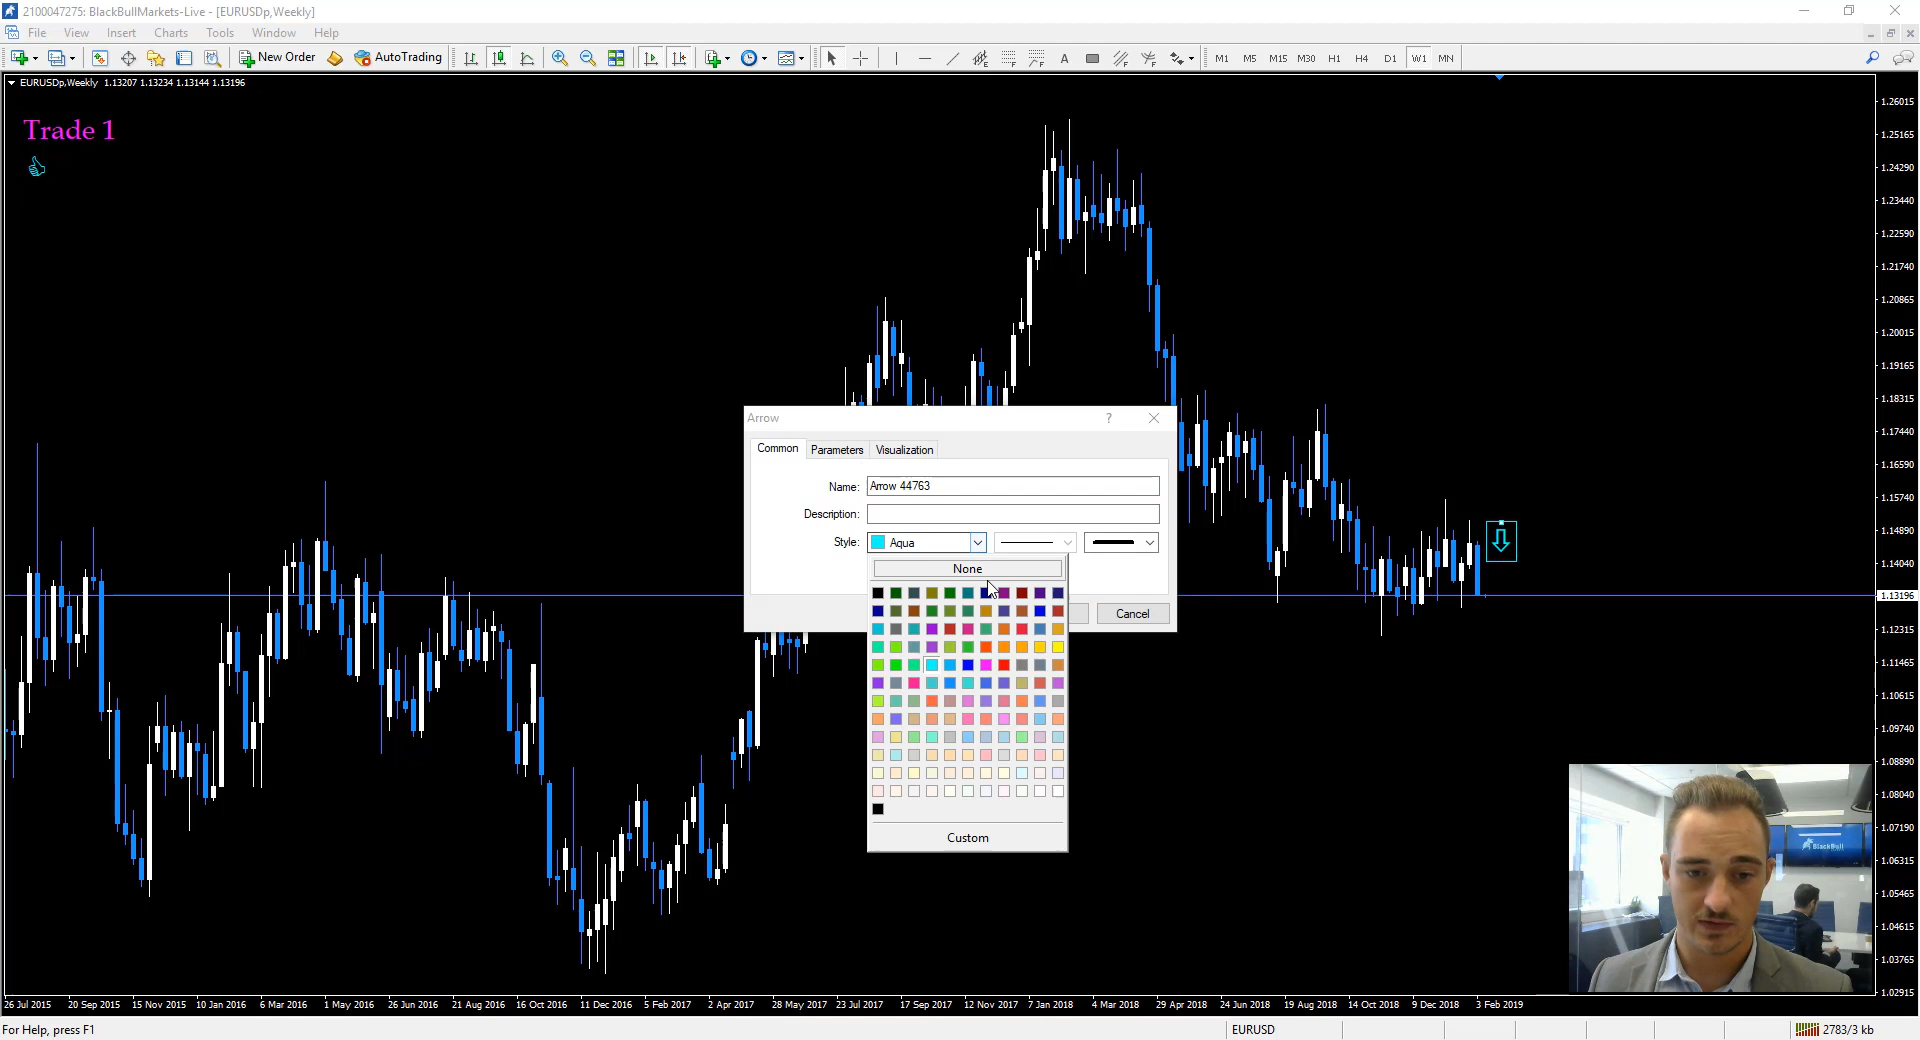 2100047275: BlackBullMarkets-Live - [EURUSDp,Weekly]
File View Insert Charts Tools Window Help
New Order AutoTrading A M1 M5 M15 M30 H1 H4 D1 W1 MN
EURUSDp,Weekly 1.13207 1.13234 1.13144 1.13196
Trade 1
1.26015
1.25165
1.24290
1.23440
1.22590
1.21740
1.20865
1.20015
1.19165
1.18315
1.17440
1.16590
1.15740
1.14890
1.14040
1.13196
1.12315
1.11465
1.10615
1.09740
1.08890
1.08040
1.07190
1.06315
1.05465
1.04615
1.03765
1.02915
Arrow ?
Common Parameters Visualization
Name: Arrow 44763
Description:
Style: Aqua
None
Cancel
Custom
BlackBull
26 Jul 2015 20 Sep 2015 15 Nov 2015 10 Jan 2016 6 Mar 2016 1 May 2016 26 Jun 2016 21 Aug 2016 16 Oct 2016 11 Dec 2016 5 Feb 2017 2 Apr 2017 28 May 2017 23 Jul 2017 17 Sep 2017 12 Nov 2017 7 Jan 2018 4 Mar 2018 29 Apr 2018 24 Jun 2018 19 Aug 2018 14 Oct 2018 9 Dec 2018 3 Feb 2019
For Help, press F1 EURUSD 2783/3 kb